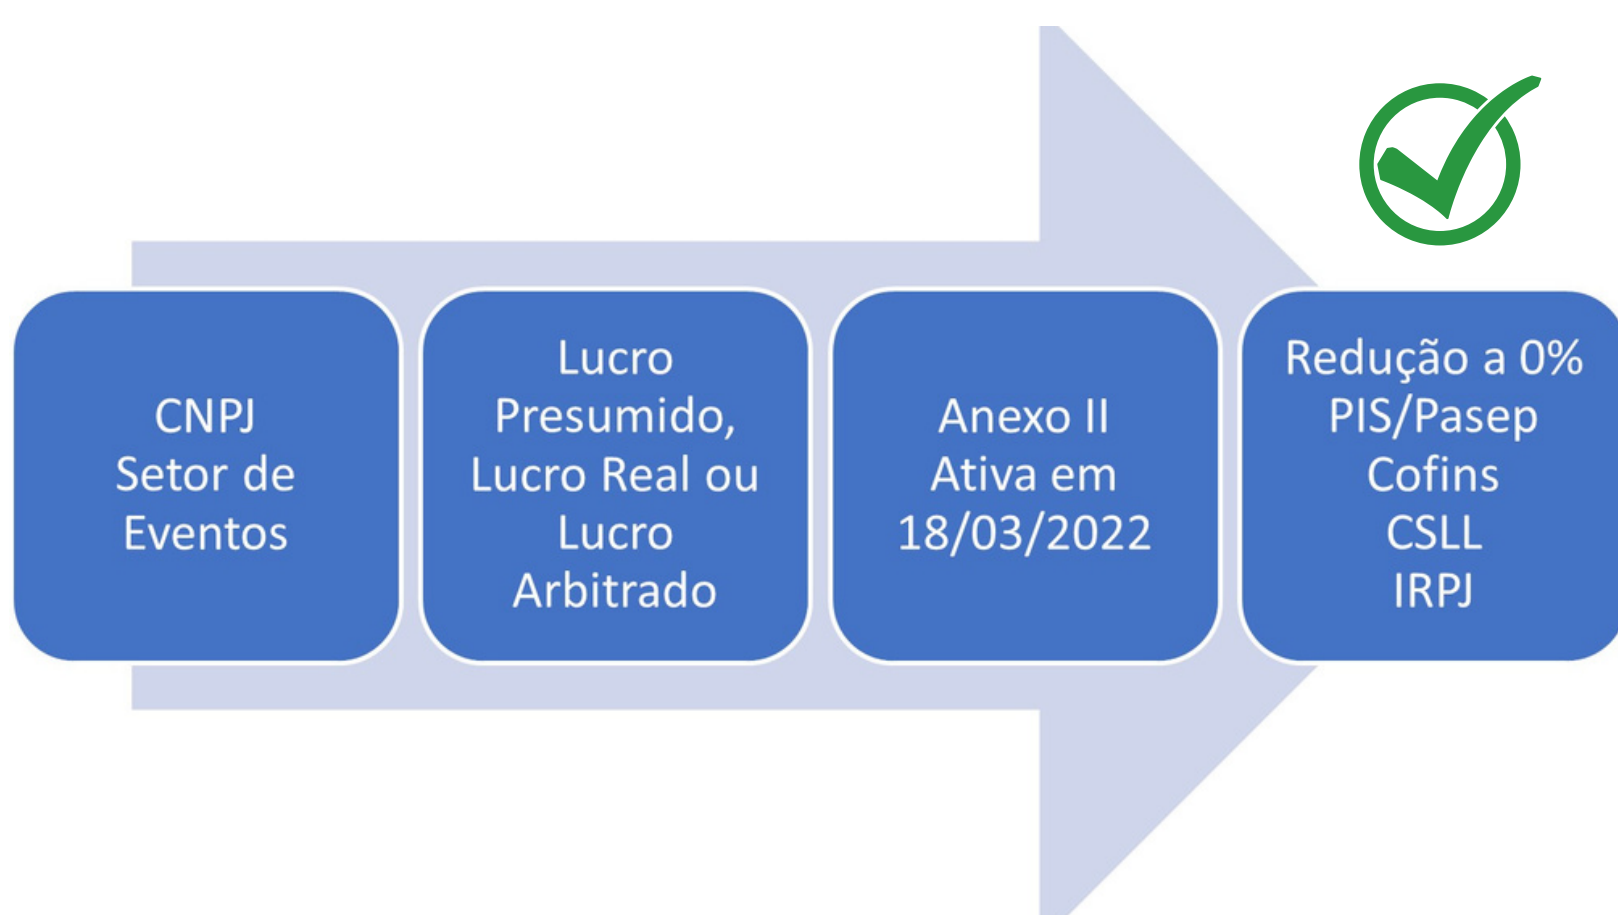 CNPJ
Setor de
Eventos
Lucro
Presumido,
Lucro Real ou
Lucro
Arbitrado
Anexo II
Ativa em
18/03/2022
Redução a 0%
PIS/Pasep
Cofins
CSLL
IRPJ